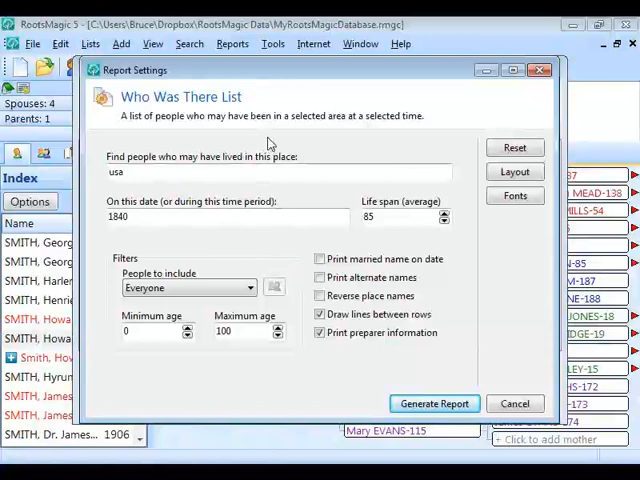 RootsMagic 5 - [C:\Users\Bruce\Dropbox\RootsMagic Data\MyRootsMagicDatabase.rmgc]
File Edit Lists Add View Search Reports Tools Internet Window Help
Spouses: 4
Parents: 1
Index
Options
Name
SMITH, Georg
SMITH, Georg
SMITH, Harlen
SMITH, Henrie
SMITH, Howa
SMITH, Howa
Smith, Ho
SMITH, Hyrum
SMITH, James
SMITH, James
SMITH, Dr. James... 1906
Report Settings
Who Was There List
A list of people who may have been in a selected area at a selected time.
Find people who may have lived in this place:
usa
On this date (or during this time period):
1840
Life span (average)
85
Filters
People to include
Everyone
Minimum age
0
Maximum age
100
Print married name on date
Print alternate names
Reverse place names
Draw lines between rows
Print preparer information
Reset
Layout
Fonts
Generate Report
Cancel
MEAD-138
MILLS-54
N-85
JONES-18
Mary EVANS-115
+ Click to add mother